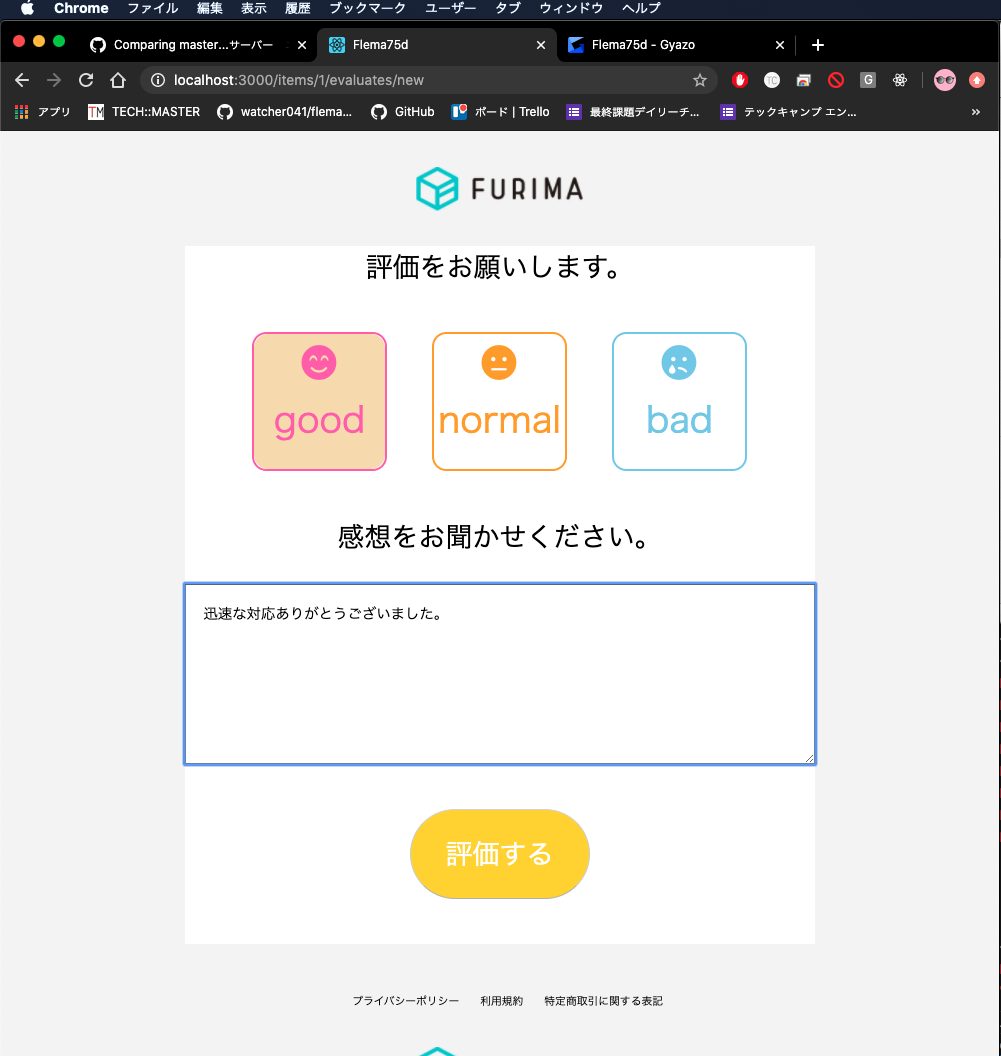 Chrome ファイル 編集 表示 履歴 ブックマーク ユーザー タブ ウィンドウ ヘルプ
Comparing master...サーバー Flema75d Flema75d - Gyazo
localhost:3000/items/1/evaluates/new
アプリ TM TECH::MASTER watcher041/flema... GitHub ボード | Trello 最終課題デイリーチ... テックキャンプ エン... »
FURIMA
評価をお願いします。
good normal bad
感想をお聞かせください。
迅速な対応ありがとうございました。
評価する
プライバシーポリシー 利用規約 特定商取引に関する表記